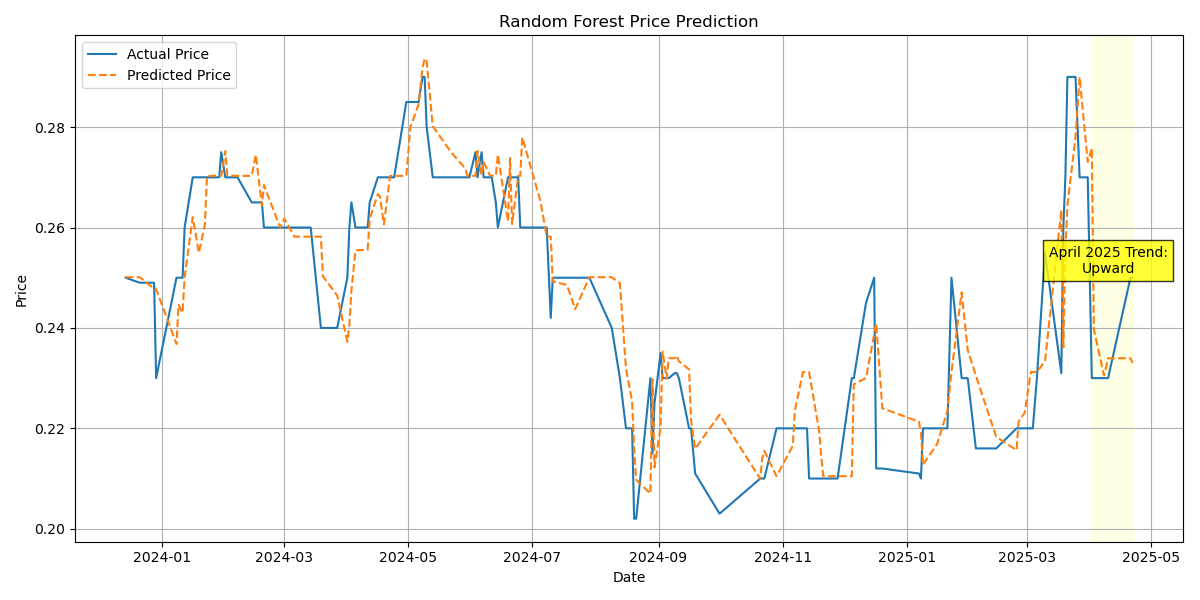 Random Forest Price Prediction
Actual Price
Predicted Price
0.28
0.26
0.24
0.22
0.20
Price
April 2025 Trend:
Upward
2024-01
2024-03
2024-05
2024-07
2024-09
2024-11
2025-01
2025-03
2025-05
Date